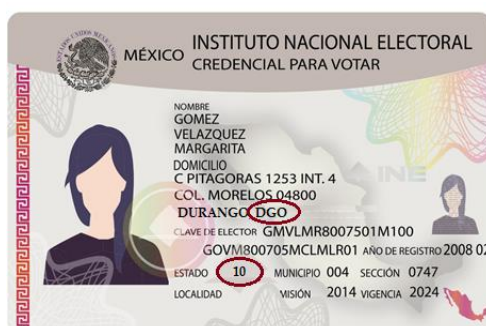 MÉXICO INSTITUTO NACIONAL ELECTORAL
CREDENCIAL PARA VOTAR
NOMBRE
GOMEZ
VELAZQUEZ
MARGARITA
DOMICILIO
C PITAGORAS 1253 INT. 4
COL. MORELOS 04800
DURANGO DGO
INE
CLAVE DE ELECTOR GMVLMR8007501M100
GOVM800705MCLMLR01 AÑO DE REGISTRO 2008 02
ESTADO 10 MUNICIPIO 004 SECCIÓN 0747
LOCALIDAD MISIÓN 2014 VIGENCIA 2024